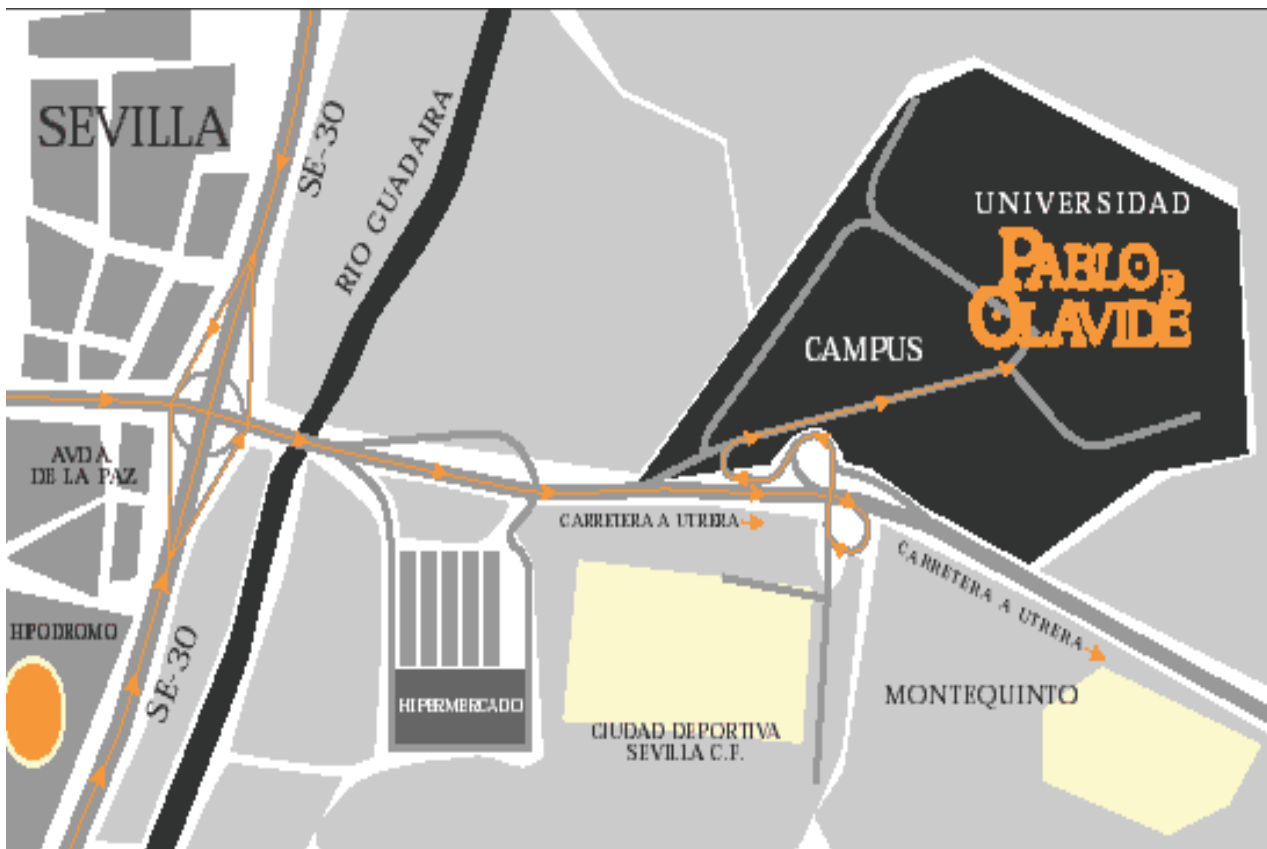 SEVILLA
SE-30
RIO GUADAIRA
UNIVERSIDAD
PABLO D
OLAVIDE
CAMPUS
AVDA.
DE LA PAZ
CARRETERA A UTRERA
CARRETERA A UTRERA
HIPODROMO
SE-30
HIPERMERCADO
MONTEQUINTO
CIUDAD DEPORTIVA
SEVILLA C.F.